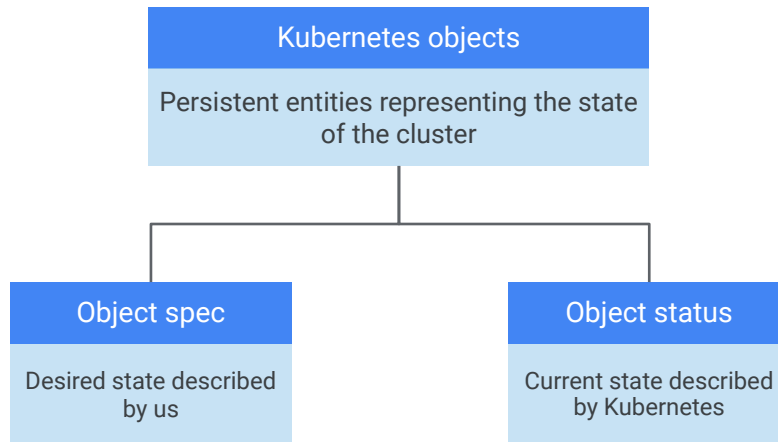 Kubernetes objects
Persistent entities representing the state
of the cluster
Object spec
Desired state described
by us
Object status
Current state described
by Kubernetes